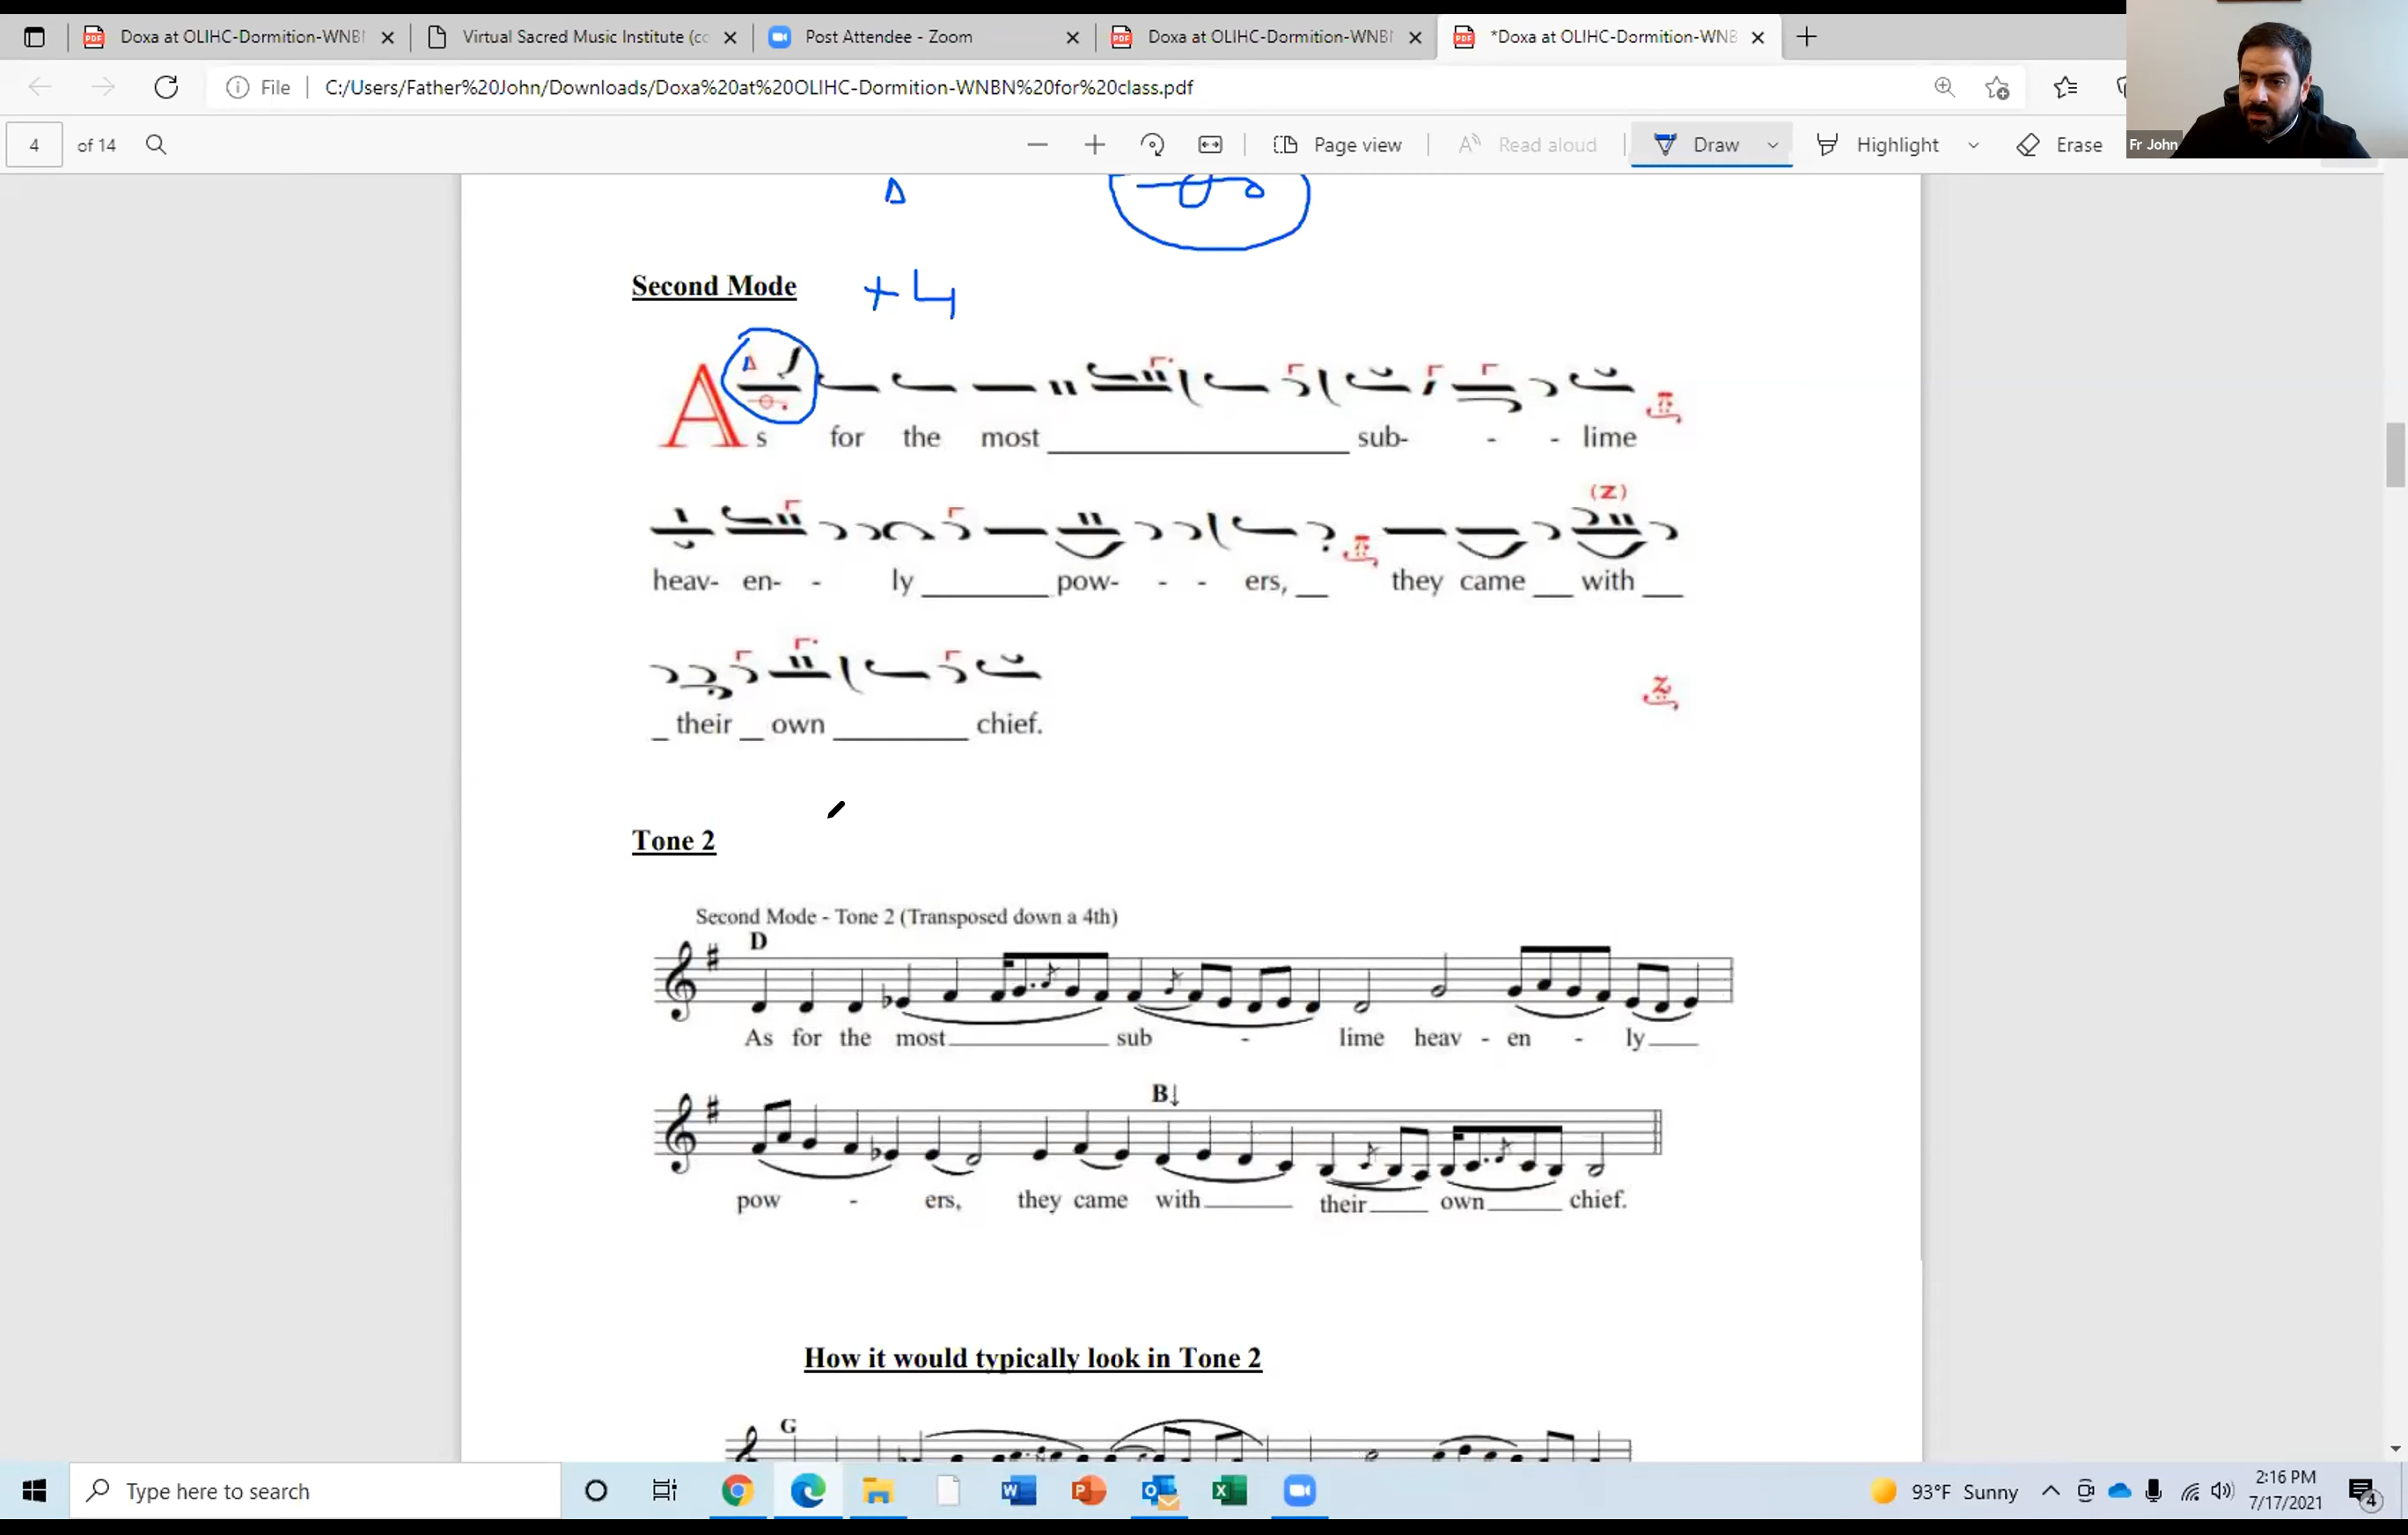 Doxa at OLIHC-Dormition-WNB
Virtual Sacred Music Institute (co
Post Attendee - Zoom
Doxa at OLIHC-Dormition-WNB
*Doxa at OLIHC-Dormition-WNB
File
C:/Users/Father%20John/Downloads/Doxa%20at%20OLIHC-Dormition-WNBN%20for%20class.pdf
4 of 14
Page view
Read aloud
Draw
Highlight
Erase
Fr John
Δ
Second Mode
+4
As for the most sub- - - lime
(Z)
heav- en- - ly pow- - - ers, they came with
their own chief.
Tone 2
Second Mode - Tone 2 (Transposed down a 4th)
D
As for the most sub - lime heav - en - ly
B↓
pow - ers, they came with their own chief.
How it would typically look in Tone 2
G
Type here to search
93°F Sunny
2:16 PM
7/17/2021
4